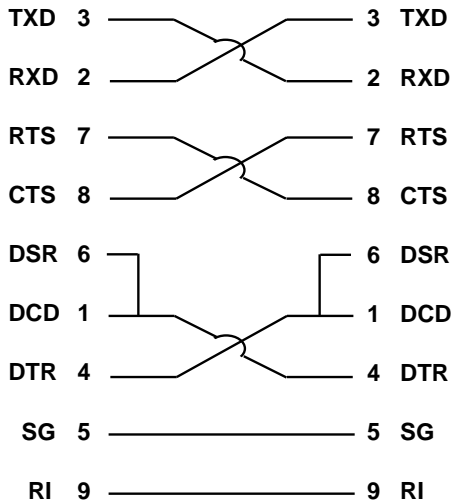 TXD 3 3 TXD
RXD 2 2 RXD
RTS 7 7 RTS
CTS 8 8 CTS
DSR 6 6 DSR
DCD 1 1 DCD
DTR 4 4 DTR
SG 5 5 SG
RI 9 9 RI